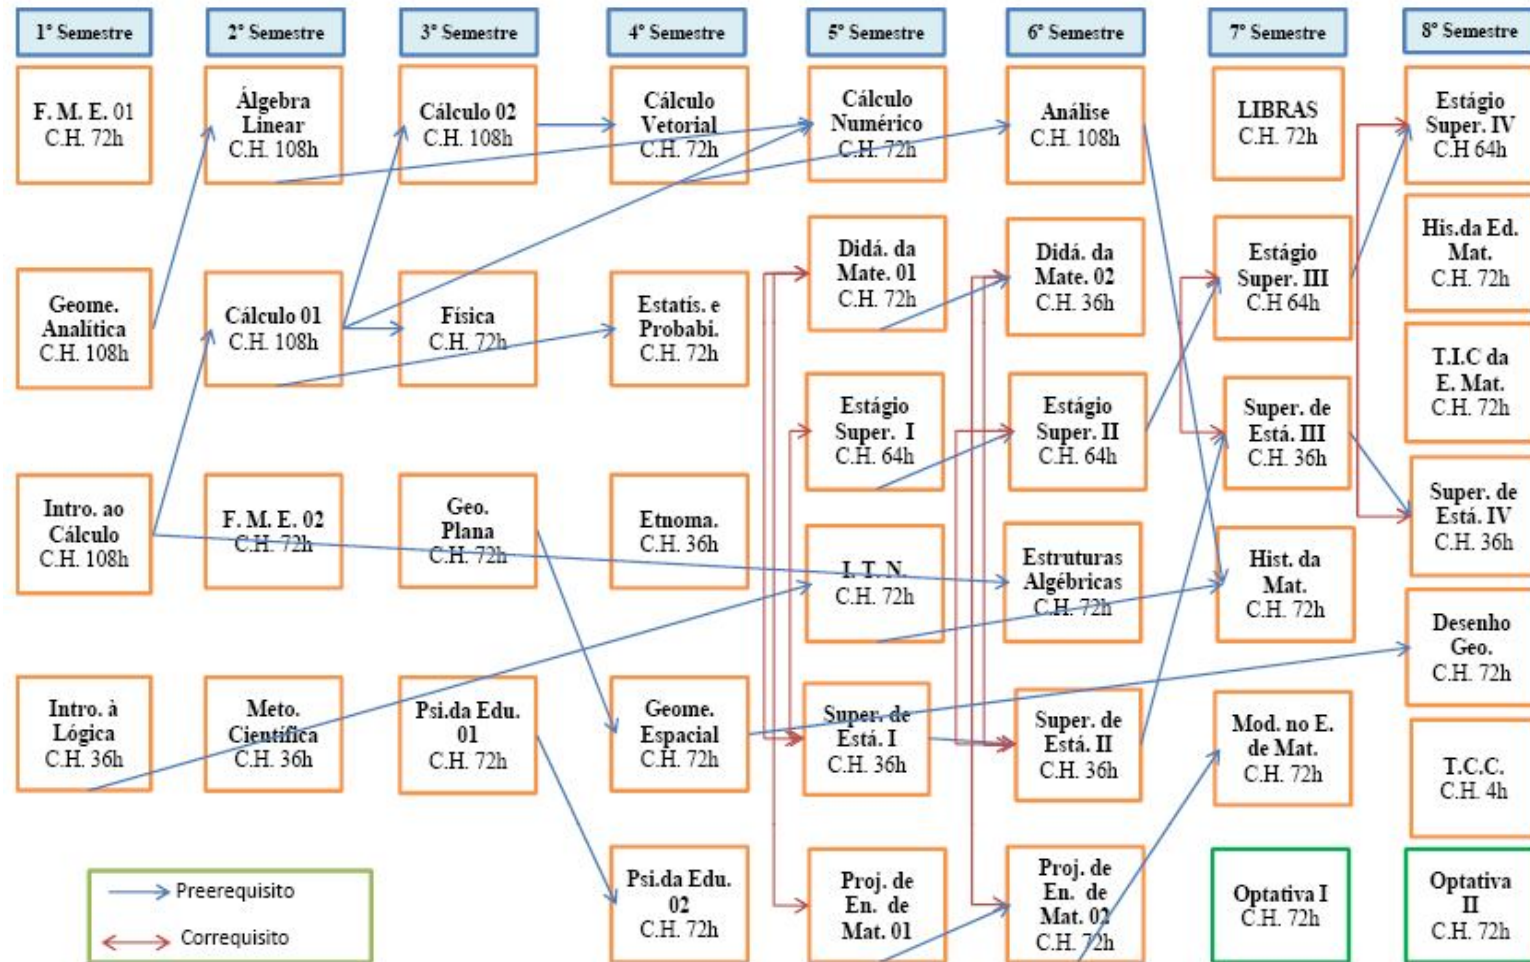 1º Semestre
F. M. E. 01
C.H. 72h
Geome.
Analítica
C.H. 108h
Intro. ao
Cálculo
C.H. 108h
Intro. à
Lógica
C.H. 36h
2º Semestre
Álgebra
Linear
C.H. 108h
Cálculo 01
C.H. 108h
F. M. E. 02
C.H. 72h
Meto.
Científica
C.H. 36h
3º Semestre
Cálculo 02
C.H. 108h
Física
C.H. 72h
Geo.
Plana
C.H. 72h
Psi.da Edu.
01
C.H. 72h
4º Semestre
Cálculo
Vetorial
C.H. 72h
Estatís. e
Probabi.
C.H. 72h
Etnoma.
C.H. 36h
Geome.
Espacial
C.H. 72h
Psi.da Edu.
02
C.H. 72h
5º Semestre
Cálculo
Numérico
C.H. 72h
Didá. da
Mate. 01
C.H. 72h
Estágio
Super. I
C.H. 64h
I. T. N.
C.H. 72h
Super. de
Está. I
C.H. 36h
Proj. de
En. de
Mat. 01
6º Semestre
Análise
C.H. 108h
Didá. da
Mate. 02
C.H. 36h
Estágio
Super. II
C.H. 64h
Estruturas
Algébricas
C.H. 72h
Super. de
Está. II
C.H. 36h
Proj. de
En. de
Mat. 02
C.H. 72h
7º Semestre
LIBRAS
C.H. 72h
Estágio
Super. III
C.H 64h
Super. de
Está. III
C.H. 36h
Hist. da
Mat.
C.H. 72h
Mod. no E.
de Mat.
C.H. 72h
Optativa I
C.H. 72h
8º Semestre
Estágio
Super. IV
C.H 64h
His.da Ed.
Mat.
C.H. 72h
T.I.C da
E. Mat.
C.H. 72h
Super. de
Está. IV
C.H. 36h
Desenho
Geo.
C.H. 72h
T.C.C.
C.H. 4h
Optativa
II
C.H. 72h
Preerequisito
Correquisito